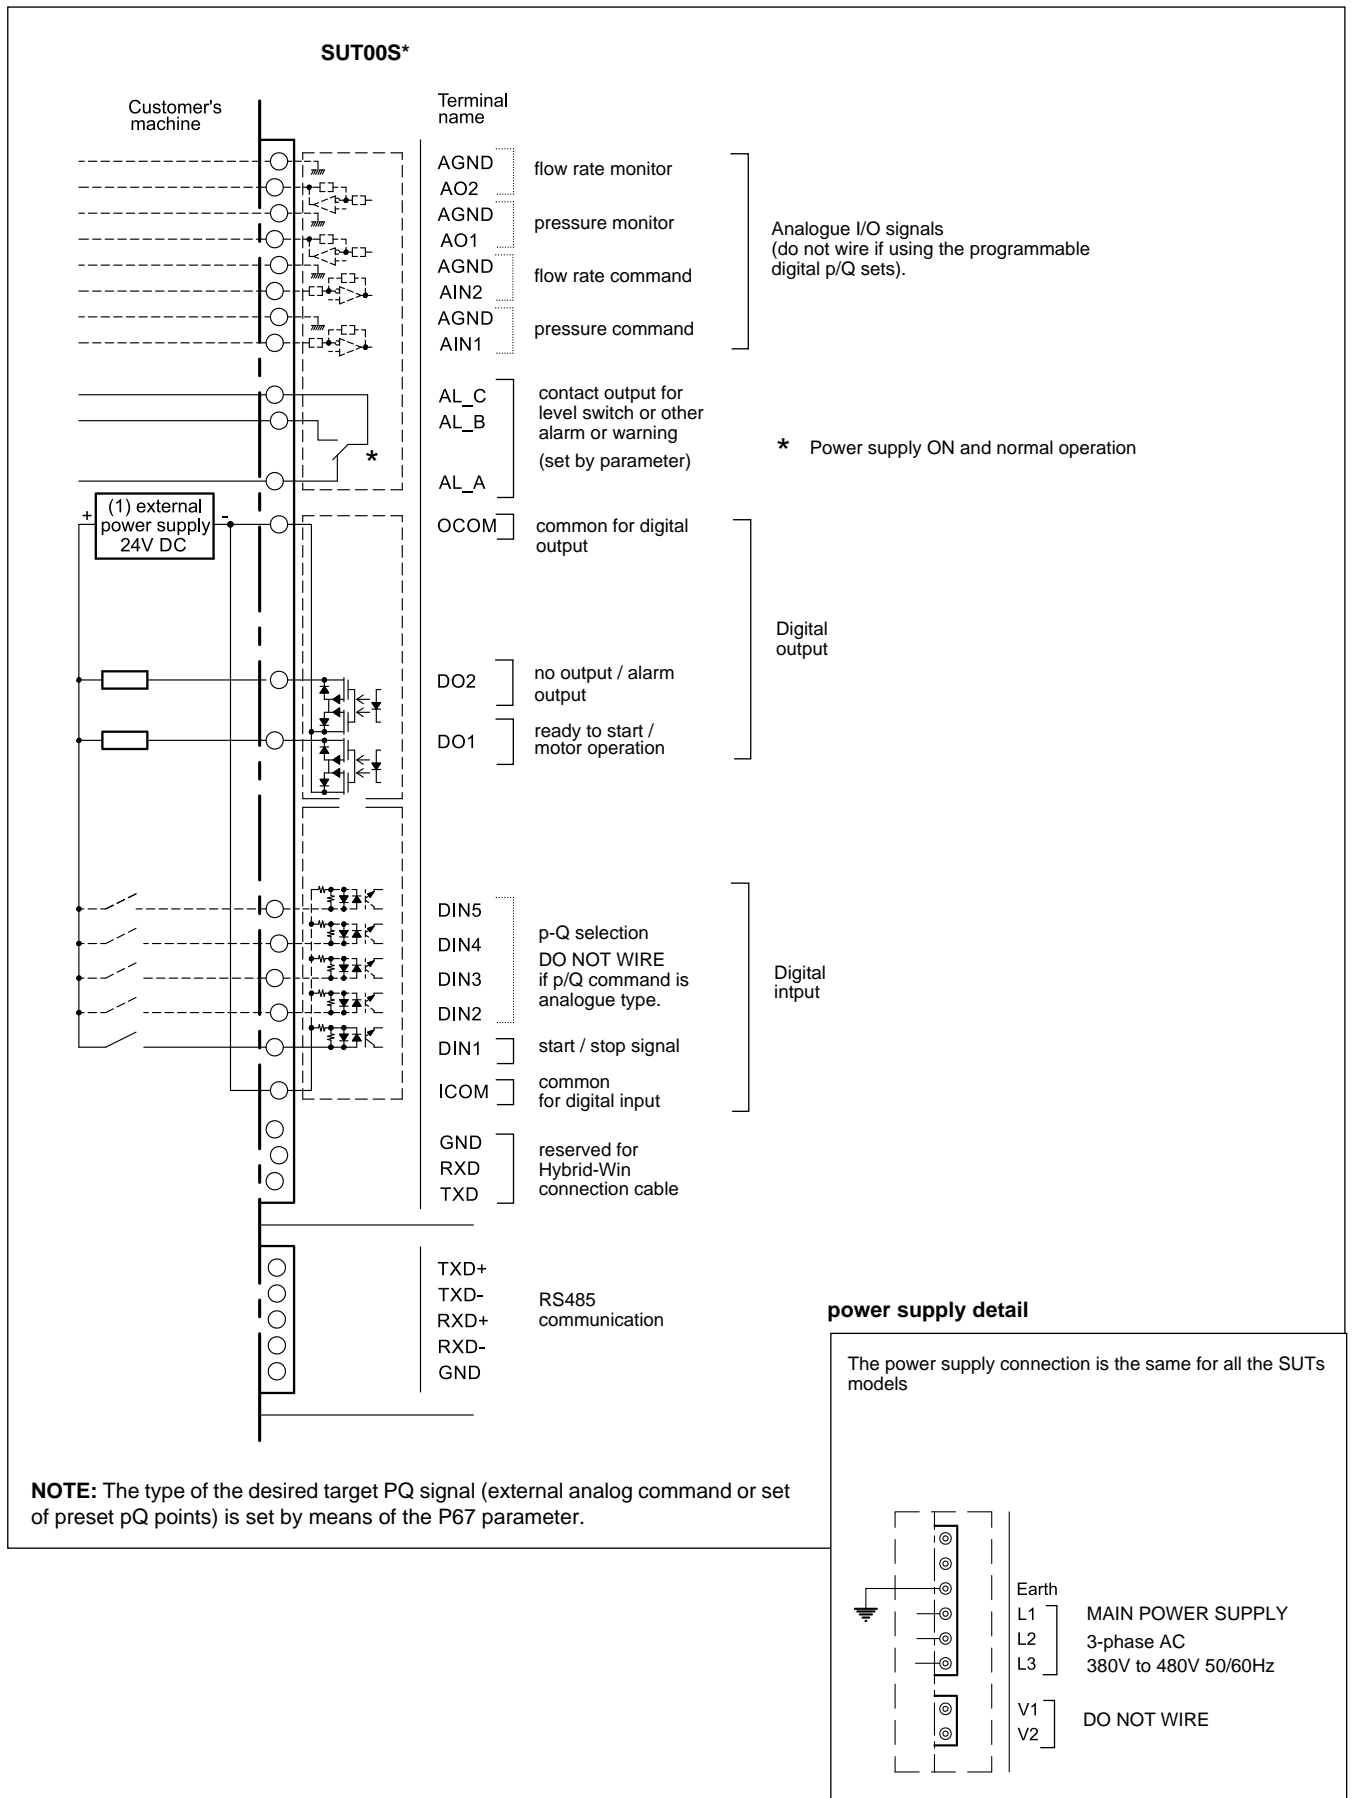 SUT00S*
Customer's
machine
Terminal
name
AGND
AO2
flow rate monitor
AGND
AO1
pressure monitor
AGND
AIN2
flow rate command
AGND
AIN1
pressure command
Analogue I/O signals
(do not wire if using the programmable
digital p/Q sets).
AL_C
AL_B
AL_A
contact output for
level switch or other
alarm or warning
(set by parameter)
*
* Power supply ON and normal operation
+
(1) external
power supply
24V DC
-
OCOM
common for digital
output
DO2
no output / alarm
output
DO1
ready to start /
motor operation
Digital
output
DIN5
DIN4
DIN3
DIN2
p-Q selection
DO NOT WIRE
if p/Q command is
analogue type.
DIN1
start / stop signal
ICOM
common
for digital input
Digital
intput
GND
RXD
TXD
reserved for
Hybrid-Win
connection cable
TXD+
TXD-
RXD+
RXD-
GND
RS485
communication
NOTE: The type of the desired target PQ signal (external analog command or set
of preset pQ points) is set by means of the P67 parameter.
power supply detail
The power supply connection is the same for all the SUTs
models
Earth
L1
L2
L3
MAIN POWER SUPPLY
3-phase AC
380V to 480V 50/60Hz
V1
V2
DO NOT WIRE